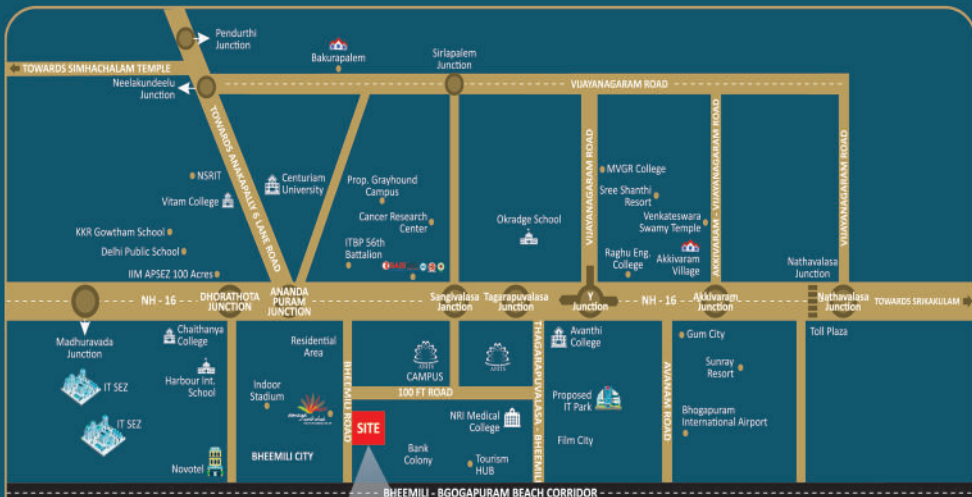 Pendurthi
Junction
TOWARDS SIMHACHALAM TEMPLE
Neelakundeelu
Junction
Bakurapalem
Sirlapalem
Junction
VIJAYANAGARAM ROAD
TOWARDS ANAKAPALLY 6 LANE ROAD
NSRIT
Vitam College
KKR Gowtham School
Delhi Public School
IIM APSEZ 100 Acres
Centuriam
University
Prop. Grayhound
Campus
Cancer Research
Center
ITBP 56th
Battalion
Okradge School
VIJAYANAGARAM ROAD
MVGR College
Sree Shanthi
Resort
Venkateswara
Swamy Temple
Raghu Eng.
College
Akkivaram
Village
AKKIVARAM - VIJAYANAGARAM ROAD
VIJAYANAGARAM ROAD
Nathavalasa
Junction
NH - 16
DHORATHOTA
JUNCTION
ANANDA
PURAM
JUNCTION
Sangivalasa
Junction
Tagarapuvalasa
Junction
Y
Junction
NH - 16
Akkivaram
Junction
Nathavalasa
Junction
TOWARDS SRIKAKULAM
Madhuravada
Junction
IT SEZ
IT SEZ
Chaithanya
College
Harbour Int.
School
Novotel
Residential
Area
Indoor
Stadium
BHEEMILI CITY
BHEEMILI ROAD
SITE
ANITS
CAMPUS
ANITS
100 FT ROAD
NRI Medical
College
Bank
Colony
Tourism
HUB
THAGARAPUVALASA - BHEEMILI
Avanthi
College
Proposed
IT Park
Film City
AVANAM ROAD
Gum City
Sunray
Resort
Bhogapuram
International Airport
Toll Plaza
BHEEMILI - BGOGAPURAM BEACH CORRIDOR